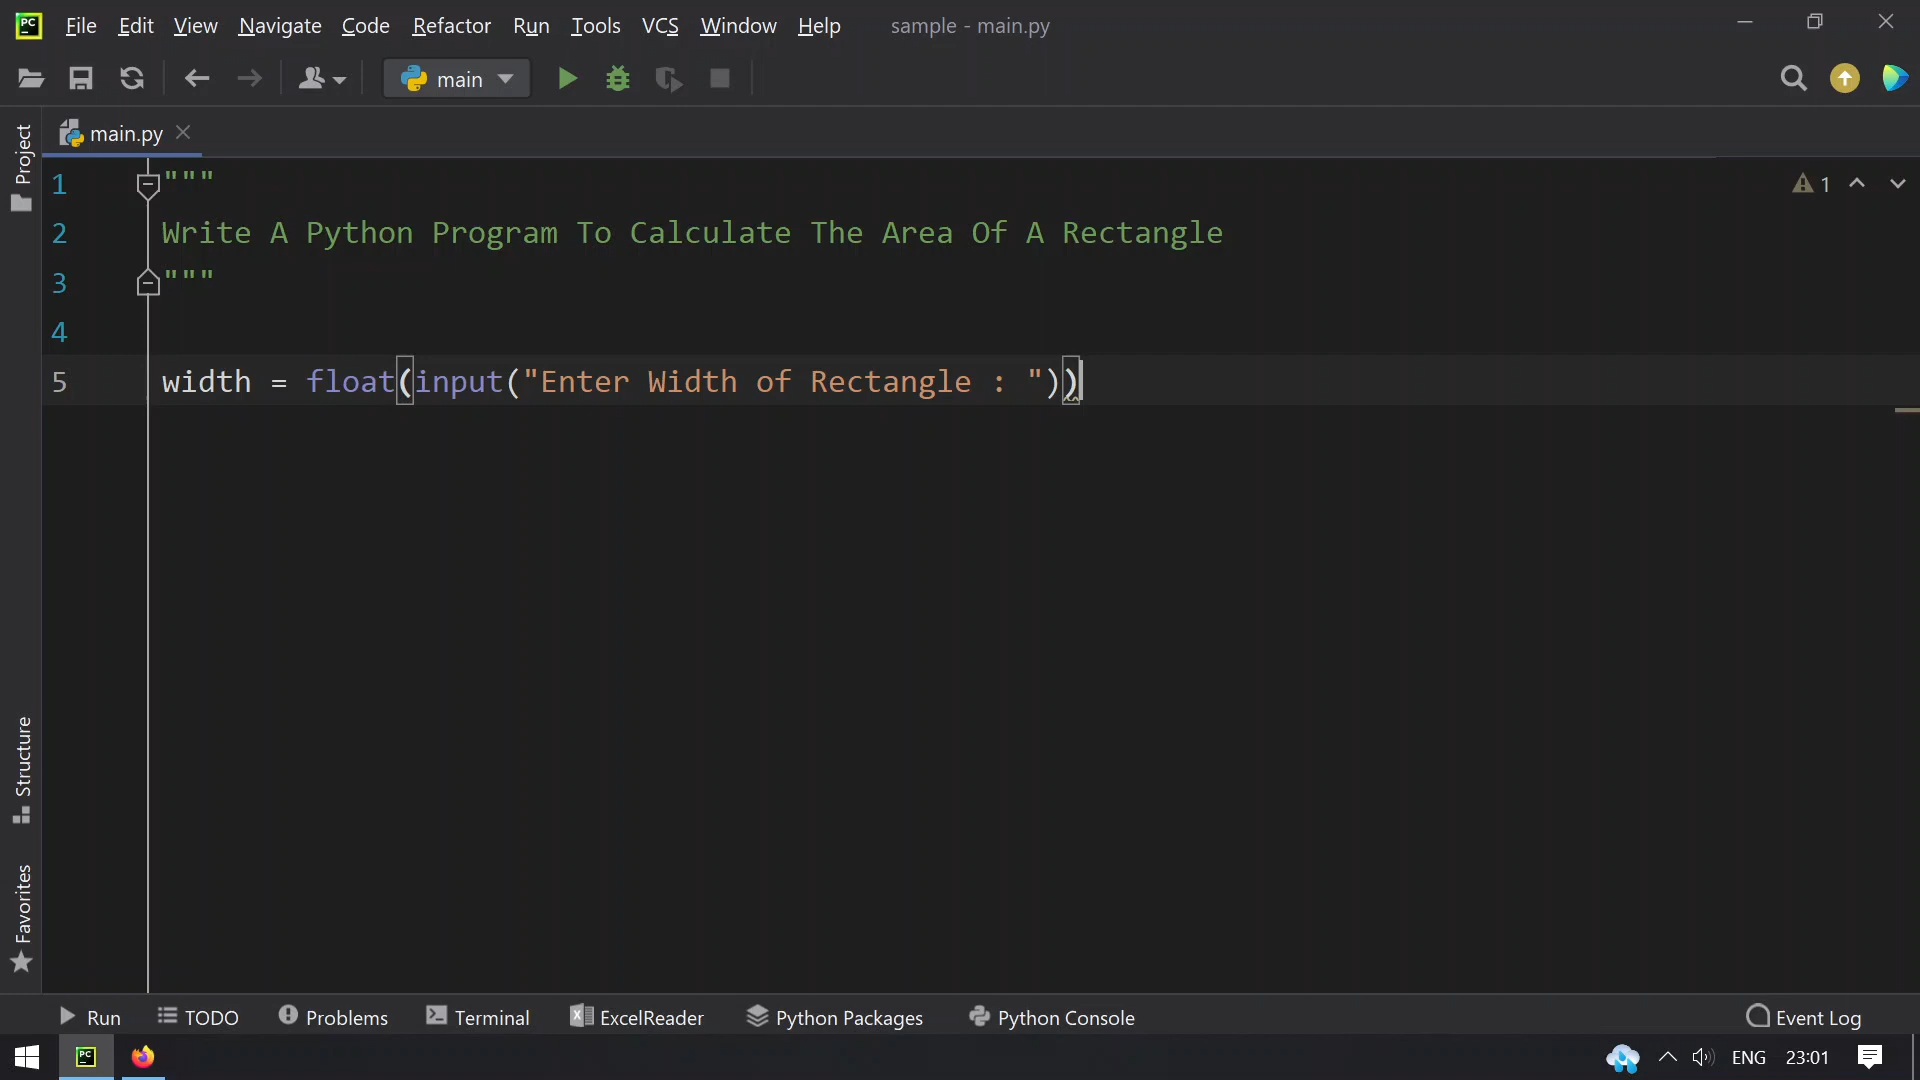 File Edit View Navigate Code Refactor Run Tools VCS Window Help sample - main.py
main
main.py
Project
1 """
1
2 Write A Python Program To Calculate The Area Of A Rectangle
3 """
4
5 width = float(input("Enter Width of Rectangle : "))
Structure
Favorites
Run TODO Problems Terminal ExcelReader Python Packages Python Console Event Log
ENG 23:01